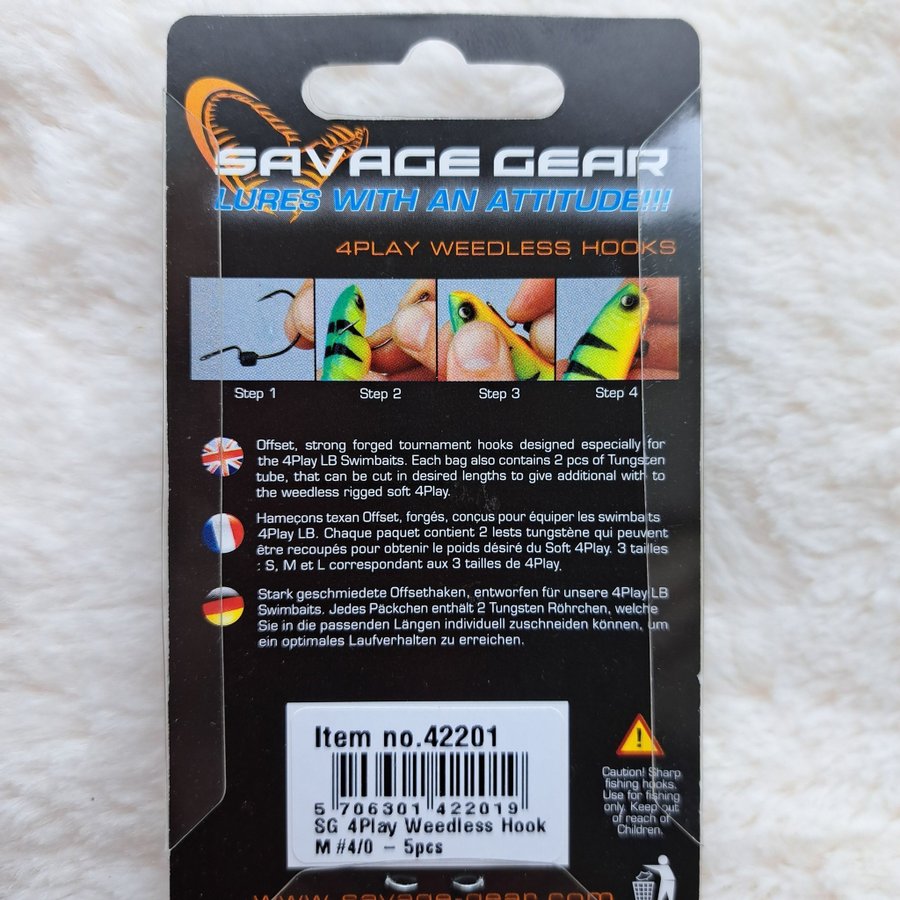 SAVAGE GEAR
LURES WITH AN ATTITUDE!!!
4PLAY WEEDLESS HOOKS
Step 1 Step 2 Step 3 Step 4
Offset, strong forged tournament hooks designed especially for
the 4Play LB Swimbaits. Each bag also contains 2 pcs of Tungsten
tube, that can be cut in desired lengths to give additional with to
the weedless rigged soft 4Play.
Hameçons texan Offset, forgés, conçus pour équiper les swimbaits
4Play LB. Chaque paquet contient 2 lests tungstène qui peuvent
être recoupés pour obtenir le poids désiré du Soft 4Play. 3 tailles
: S, M et L correspondant aux 3 tailles de 4Play.
Stark geschmiedete Offsethaken, entworfen für unsere 4Play LB
Swimbaits. Jedes Päckchen enthält 2 Tungsten Röhrchen, welche
Sie in die passenden Längen individuell zuschneiden können, um
ein optimales Laufverhalten zu erreichen.
Item no.42201
5 706301 422019
SG 4Play Weedless Hook
M #4/0 - 5pcs
Caution! Sharp
fishing hooks.
Use for fishing
only. Keep out
of reach of
Children.
www.savage-gear.com